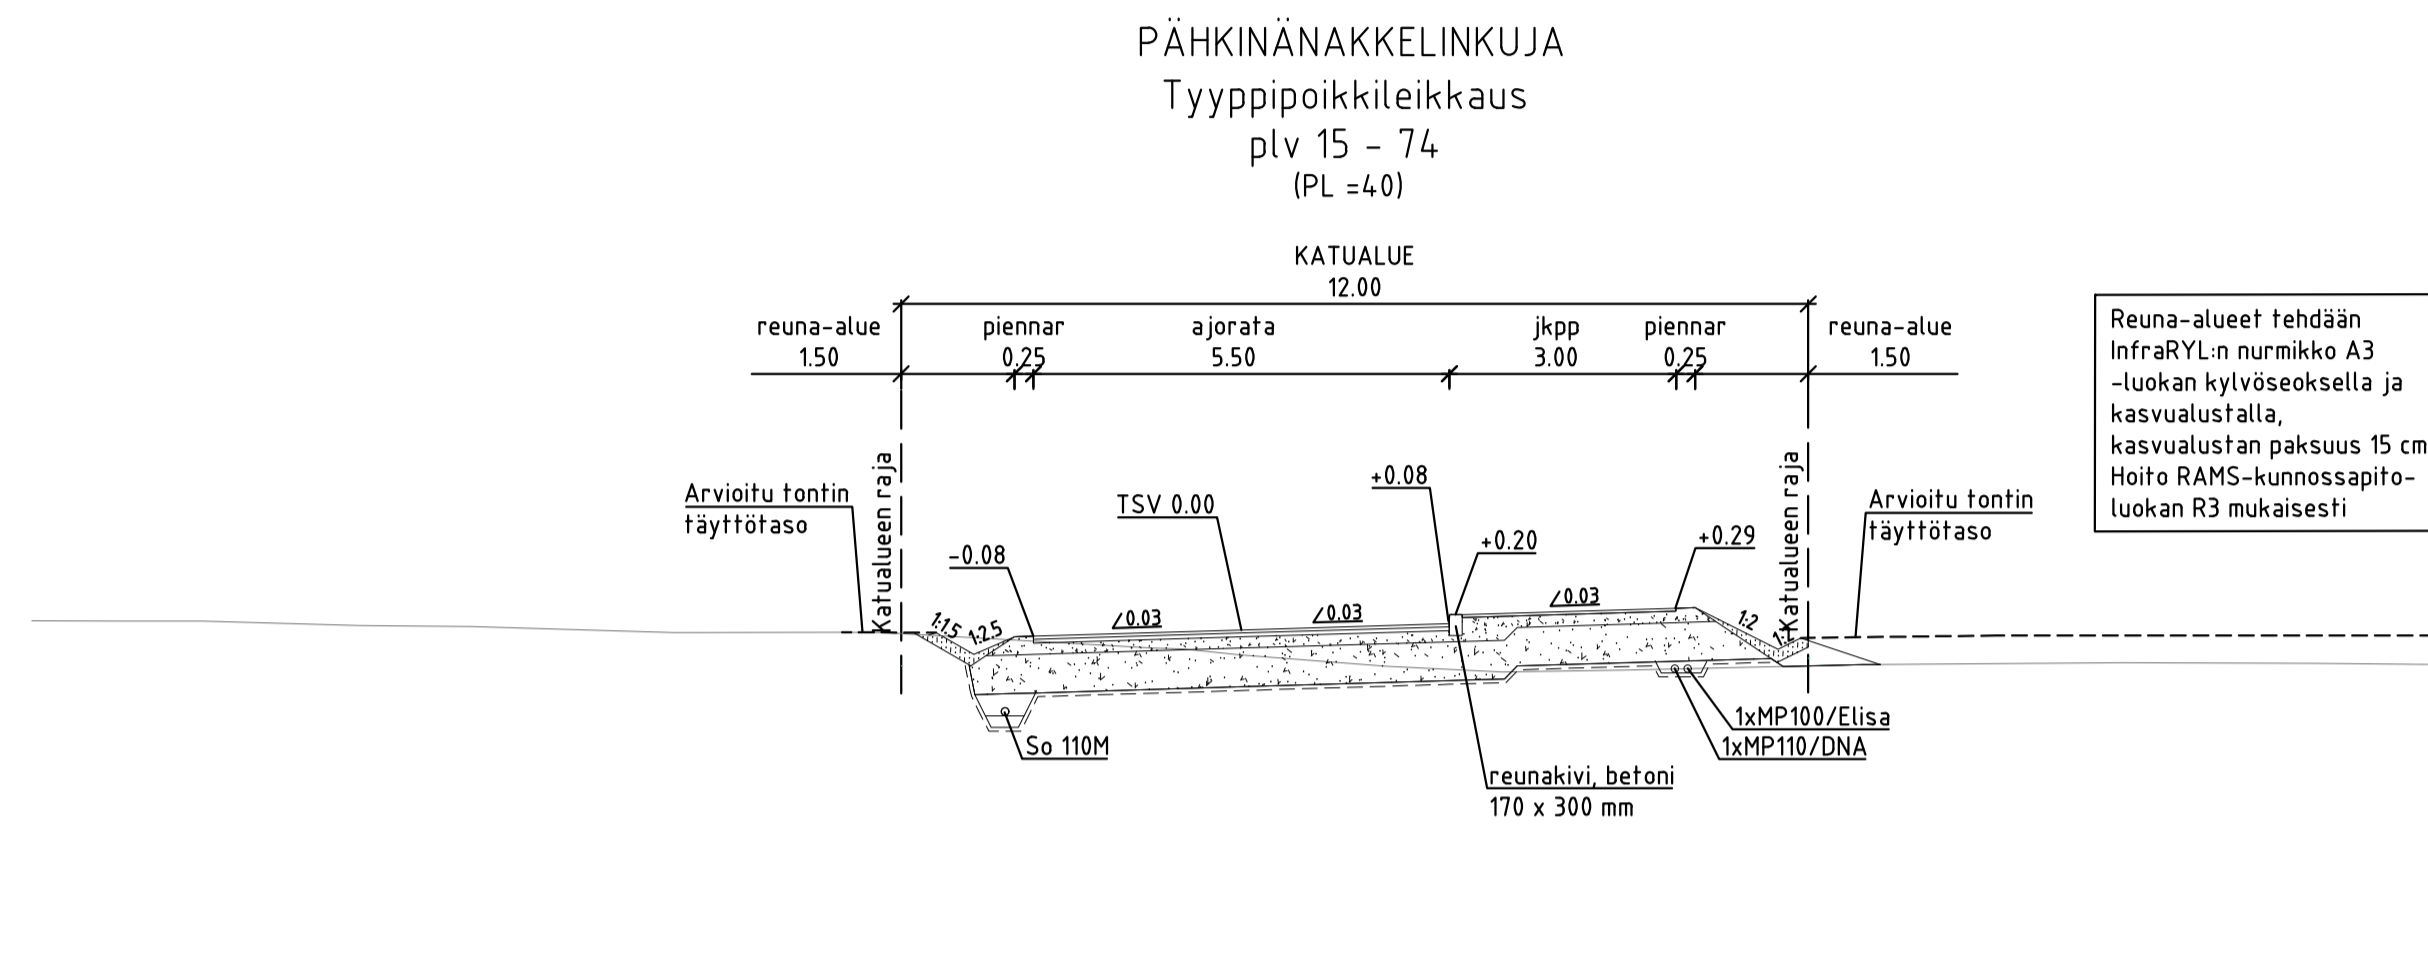 PÄHKINÄNAKKELINKUJA
Tyyppipoikkileikkaus
plv 15 - 74
(PL =40)
KATUALUE
12.00
reuna-alue piennar ajorata jkpp piennar reuna-alue
1.50 0.25 5.50 3.00 0.25 1.50
Reuna-alueet tehdään
InfraRYL:n nurmikko A3
-luokan kylvöseoksella ja
kasvualustalla,
kasvualustan paksuus 15 cm
Hoito RAMS-kunnossapito-
luokan R3 mukaisesti
Katualueen raja
Katualueen raja
Arvioitu tontin
täyttötaso
-0.08
TSV 0.00
+0.08
+0.20
+0.29
Arvioitu tontin
täyttötaso
1:1.5
1:2.5
∠0.03
∠0.03
∠0.03
1:2
So 110M
1xMP100/Elisa
1xMP110/DNA
reunakivi, betoni
170 x 300 mm